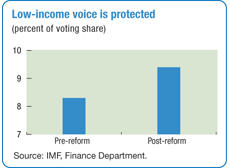 Low-income voice is protected
(percent of voting share)
10
9
8
7
Pre-reform Post-reform
Source: IMF, Finance Department.